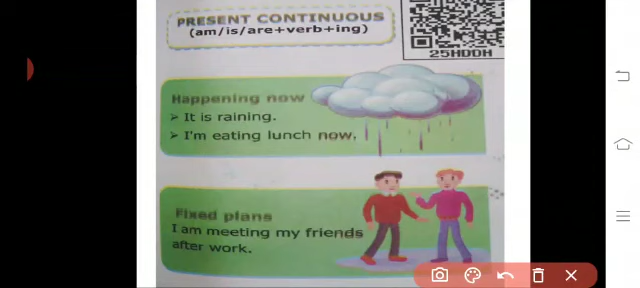 PRESENT CONTINUOUS
(am/is/are+verb+ing)
25HDDH
Happening now
➤ It is raining.
➤ I'm eating lunch now.
Fixed plans
I am meeting my friends
after work.